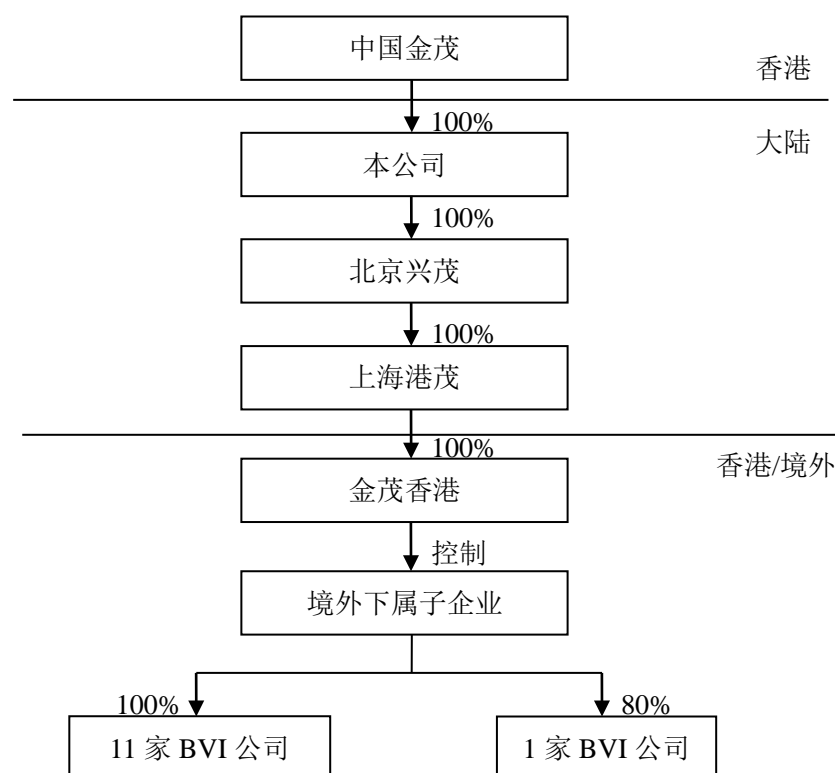 中国金茂
香港
100%
大陆
本公司
100%
北京兴茂
100%
上海港茂
100%
香港/境外
金茂香港
控制
境外下属子企业
100%
80%
11 家 BVI 公司
1 家 BVI 公司